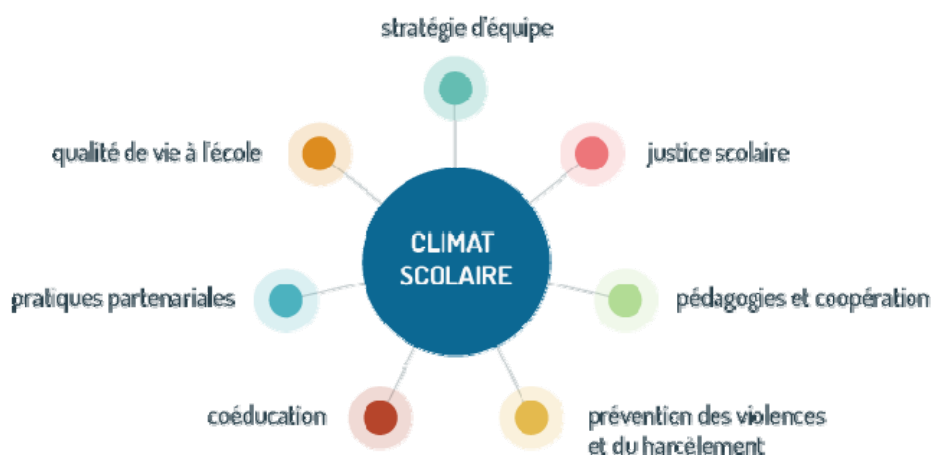 stratégie d'équipe
qualité de vie à l'école
justice scolaire
CLIMAT
SCOLAIRE
pratiques partenariales
pédagogies et coopération
coéducation
prévention des violences
et du harcèlement